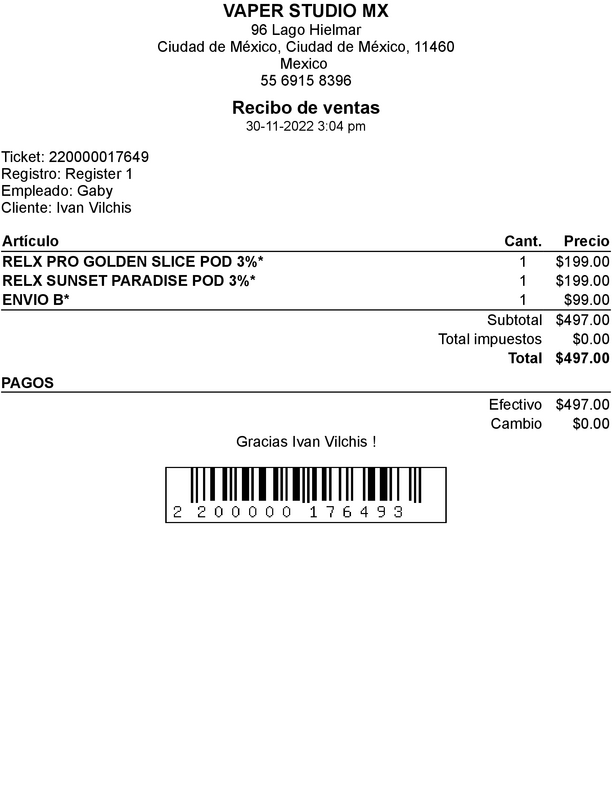 VAPER STUDIO MX
96 Lago Hielmar
Ciudad de México, Ciudad de México, 11460
Mexico
55 6915 8396
Recibo de ventas
30-11-2022 3:04 pm
Ticket: 220000017649
Registro: Register 1
Empleado: Gaby
Cliente: Ivan Vilchis
Artículo Cant. Precio
RELX PRO GOLDEN SLICE POD 3%* 1 $199.00
RELX SUNSET PARADISE POD 3%* 1 $199.00
ENVIO B* 1 $99.00
Subtotal $497.00
Total impuestos $0.00
Total $497.00
PAGOS
Efectivo $497.00
Cambio $0.00
Gracias Ivan Vilchis !
2 200000 176493